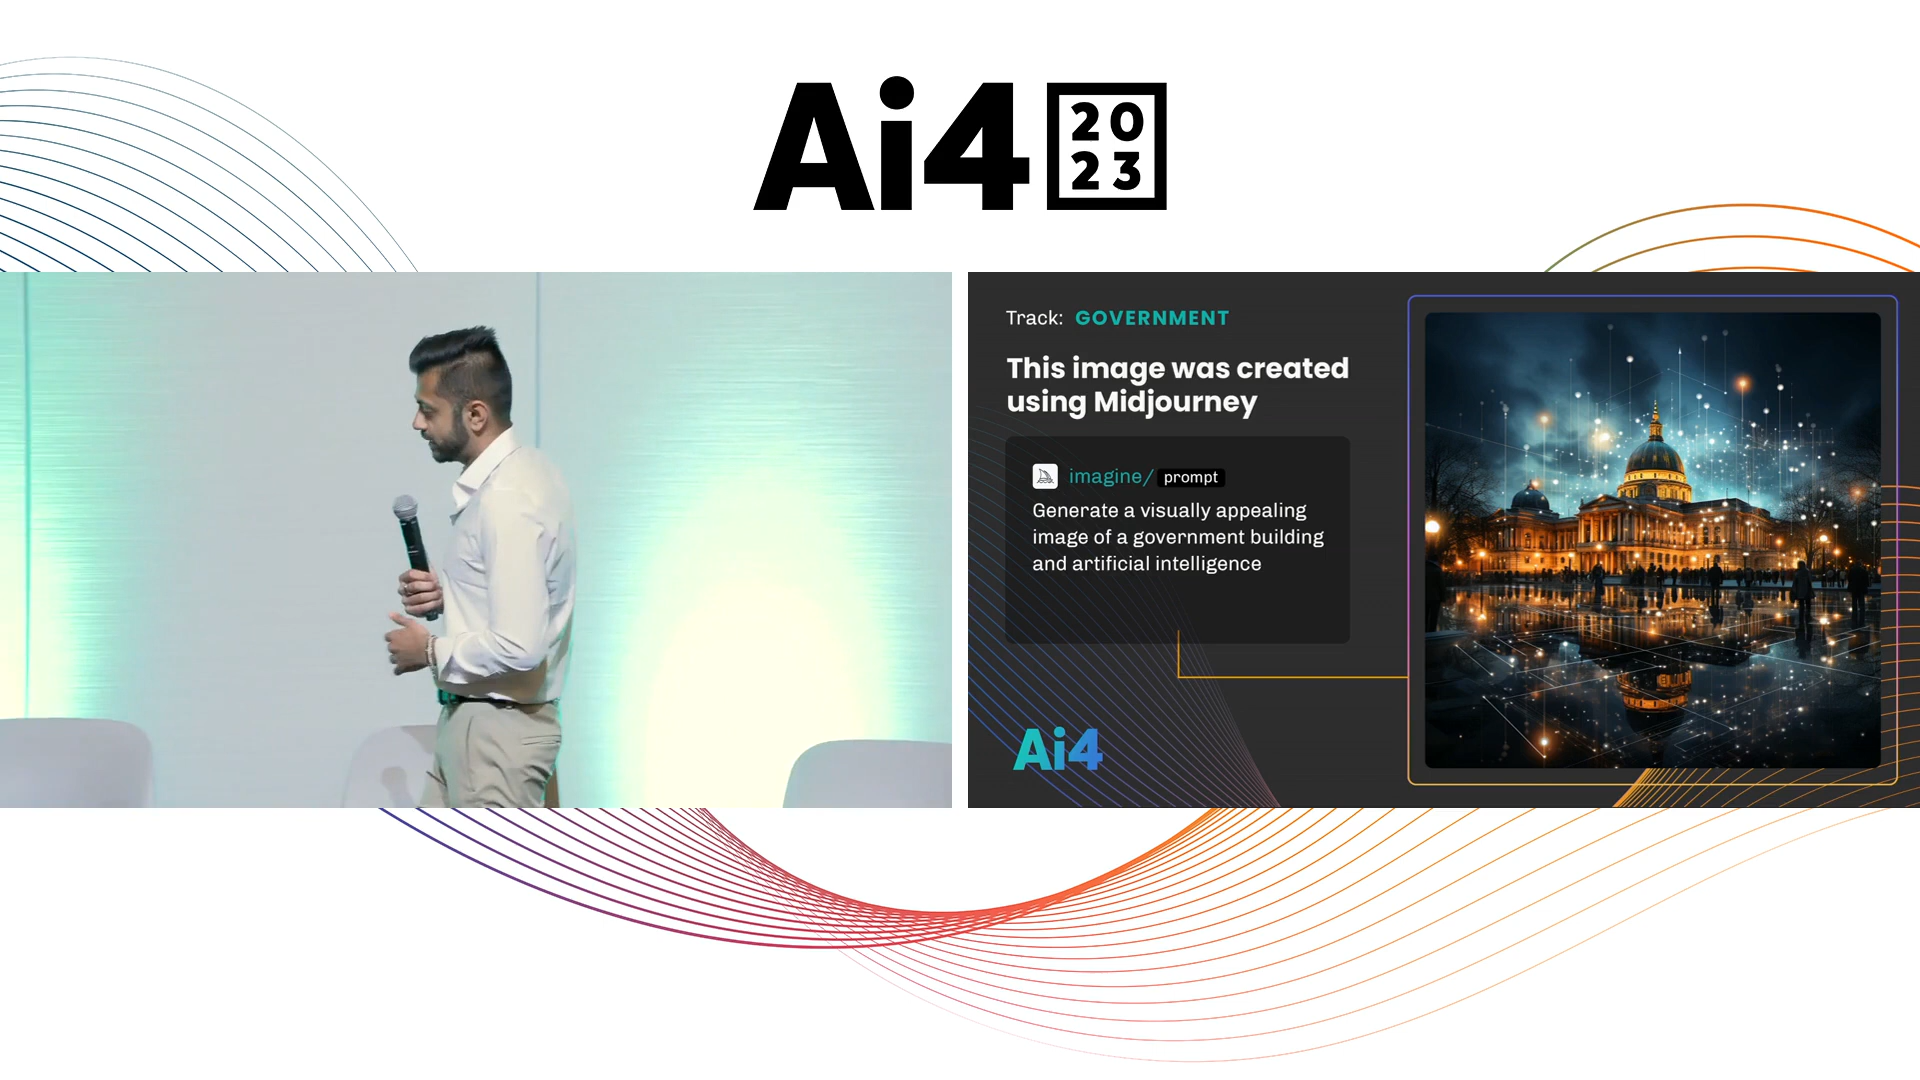 Ai4 20
23
Track: GOVERNMENT
This image was created
using Midjourney
imagine/ prompt
Generate a visually appealing
image of a government building
and artificial intelligence
Ai4